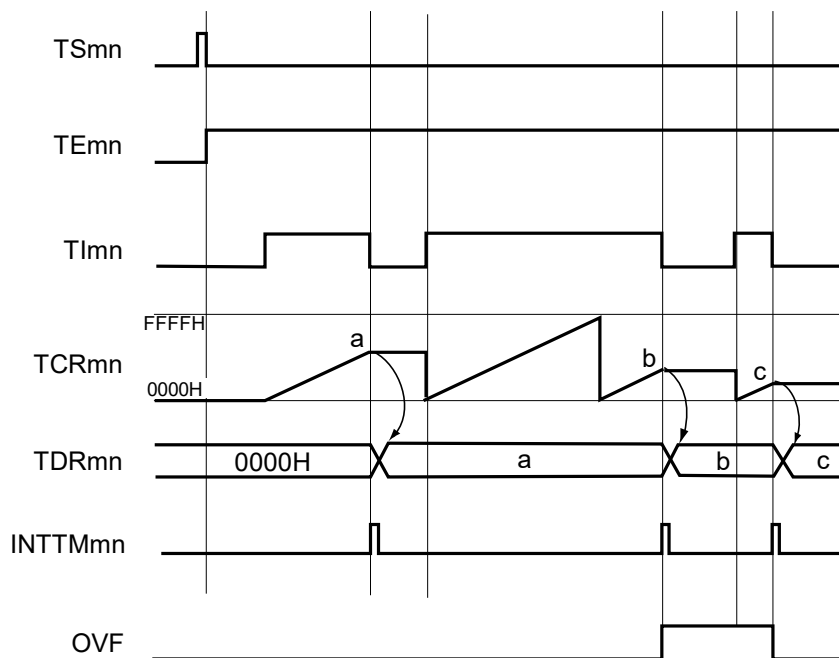 TSmn
TEmn
TImn
FFFFH
a
b
c
TCRmn
0000H
TDRmn
0000H
a
b
c
INTTMmn
OVF